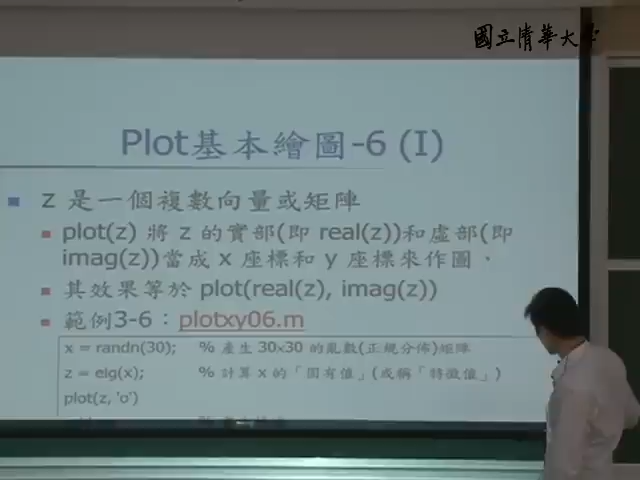 國立清華大學
Plot基本繪圖-6 (I)
z 是一個複數向量或矩陣
plot(z) 將 z 的實部(即 real(z))和虛部(即
imag(z))當成 x 座標和 y 座標來作圖．
其效果等於 plot(real(z), imag(z))
範例3-6：plotxy06.m
x = randn(30); % 產生 30×30 的亂數(正規分佈)矩陣
z = eig(x); % 計算 x 的「固有值」(或稱「特徵值」)
plot(z, 'o')